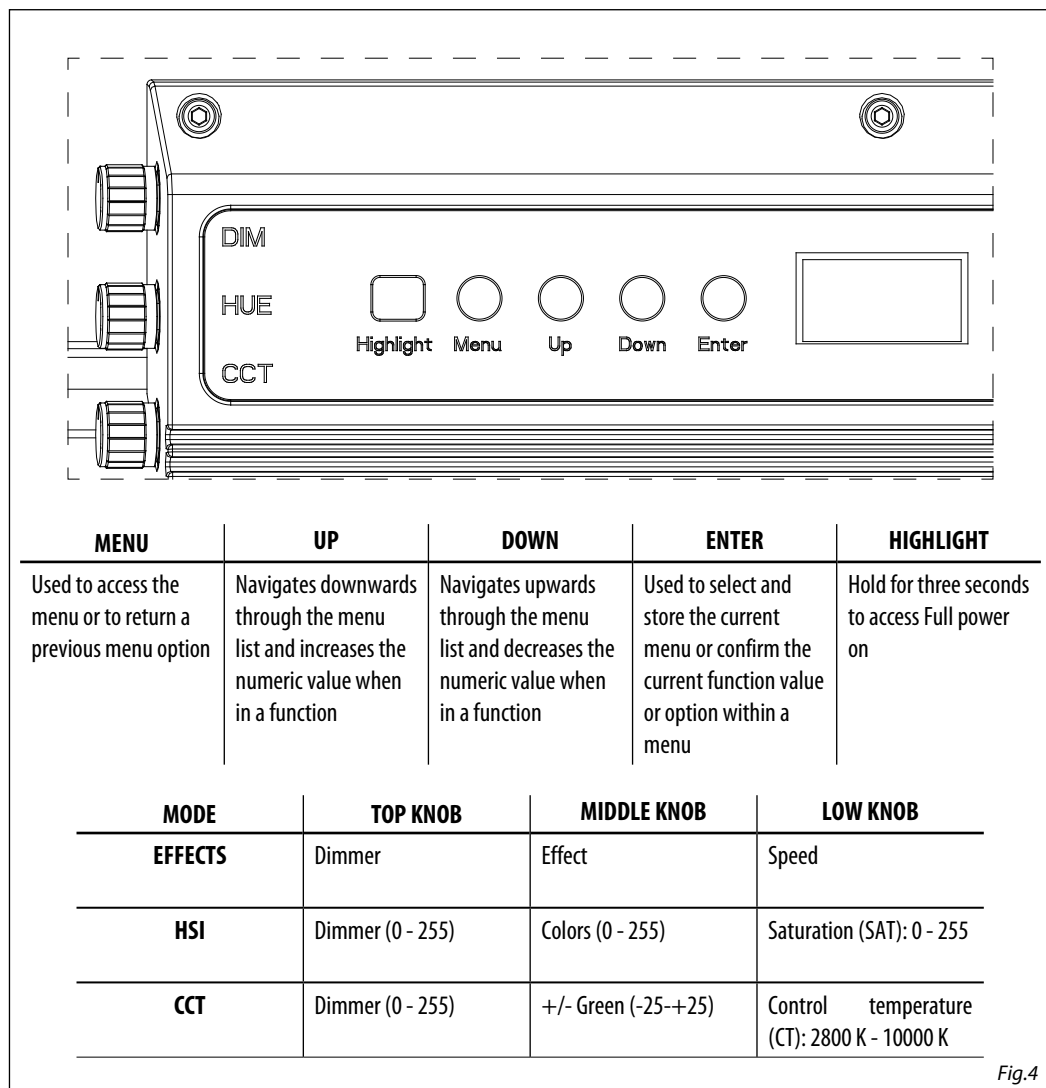 DIM
HUE
CCT
Highlight Menu Up Down Enter
MENU UP DOWN ENTER HIGHLIGHT
Used to access the
menu or to return a
previous menu option
Navigates downwards
through the menu
list and increases the
numeric value when
in a function
Navigates upwards
through the menu
list and decreases the
numeric value when
in a function
Used to select and
store the current
menu or confirm the
current function value
or option within a
menu
Hold for three seconds
to access Full power
on
MODE TOP KNOB MIDDLE KNOB LOW KNOB
EFFECTS Dimmer Effect Speed
HSI Dimmer (0 - 255) Colors (0 - 255) Saturation (SAT): 0 - 255
CCT Dimmer (0 - 255) +/- Green (-25-+25) Control temperature
(CT): 2800 K - 10000 K
Fig.4